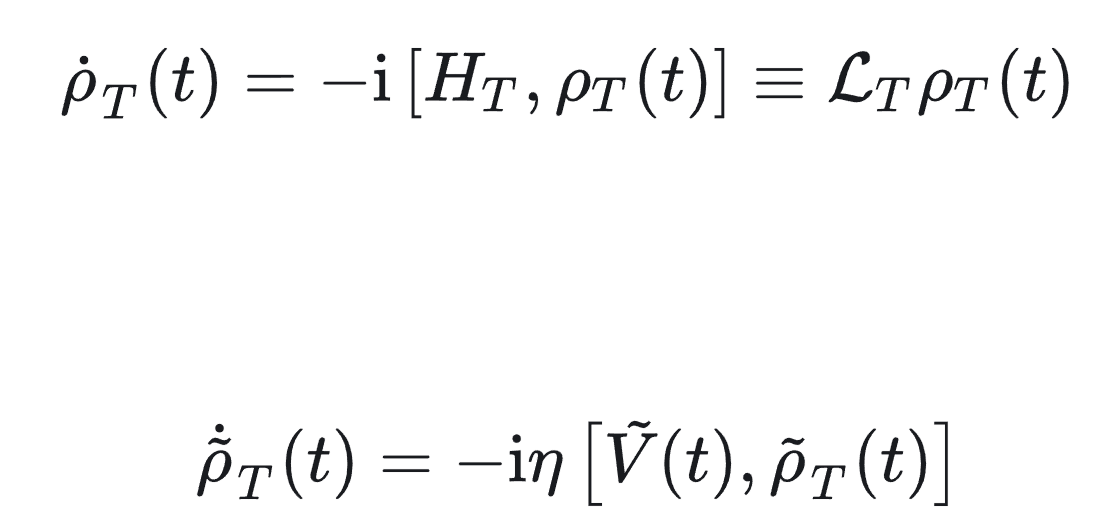 ρ̇_T(t) = −i [H_T, ρ_T(t)] ≡ ℒ_T ρ_T(t)
ρ̃̇_T(t) = −iη [Ṽ(t), ρ̃_T(t)]